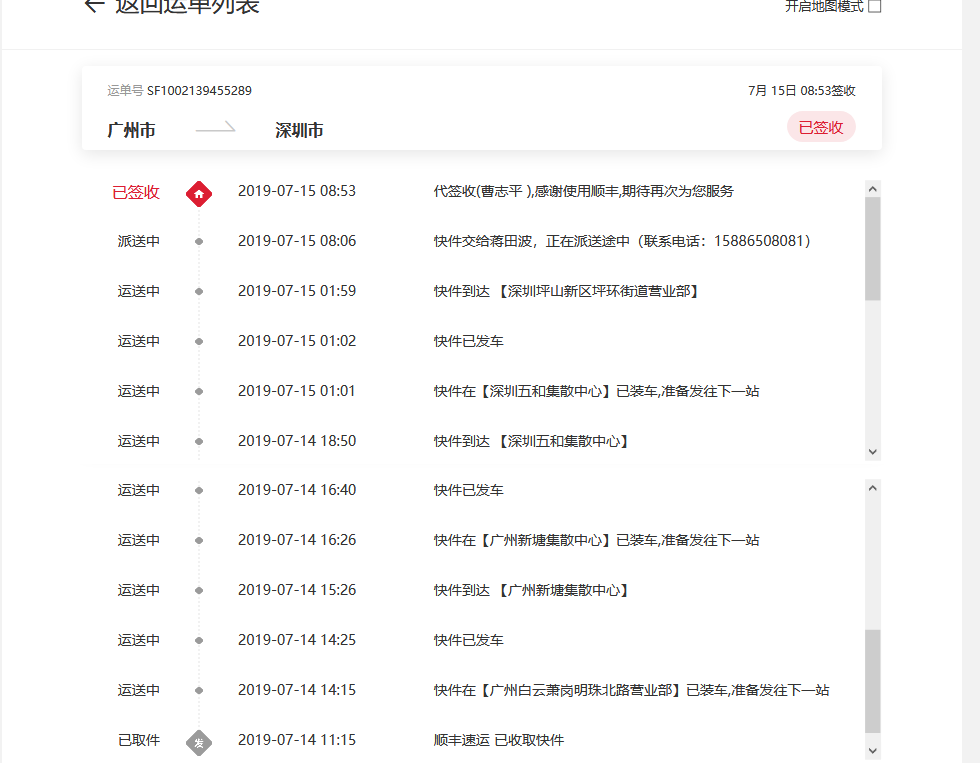 返回运单列表
开启地图模式
运单号 SF1002139455289
7月 15日 08:53签收
广州市
深圳市
已签收
已签收 2019-07-15 08:53 代签收(曹志平 ),感谢使用顺丰,期待再次为您服务
派送中 2019-07-15 08:06 快件交给蒋田波，正在派送途中（联系电话：15886508081）
运送中 2019-07-15 01:59 快件到达 【深圳坪山新区坪环街道营业部】
运送中 2019-07-15 01:02 快件已发车
运送中 2019-07-15 01:01 快件在【深圳五和集散中心】已装车,准备发往下一站
运送中 2019-07-14 18:50 快件到达 【深圳五和集散中心】
运送中 2019-07-14 16:40 快件已发车
运送中 2019-07-14 16:26 快件在【广州新塘集散中心】已装车,准备发往下一站
运送中 2019-07-14 15:26 快件到达 【广州新塘集散中心】
运送中 2019-07-14 14:25 快件已发车
运送中 2019-07-14 14:15 快件在【广州白云萧岗明珠北路营业部】已装车,准备发往下一站
已取件 发 2019-07-14 11:15 顺丰速运 已收取快件